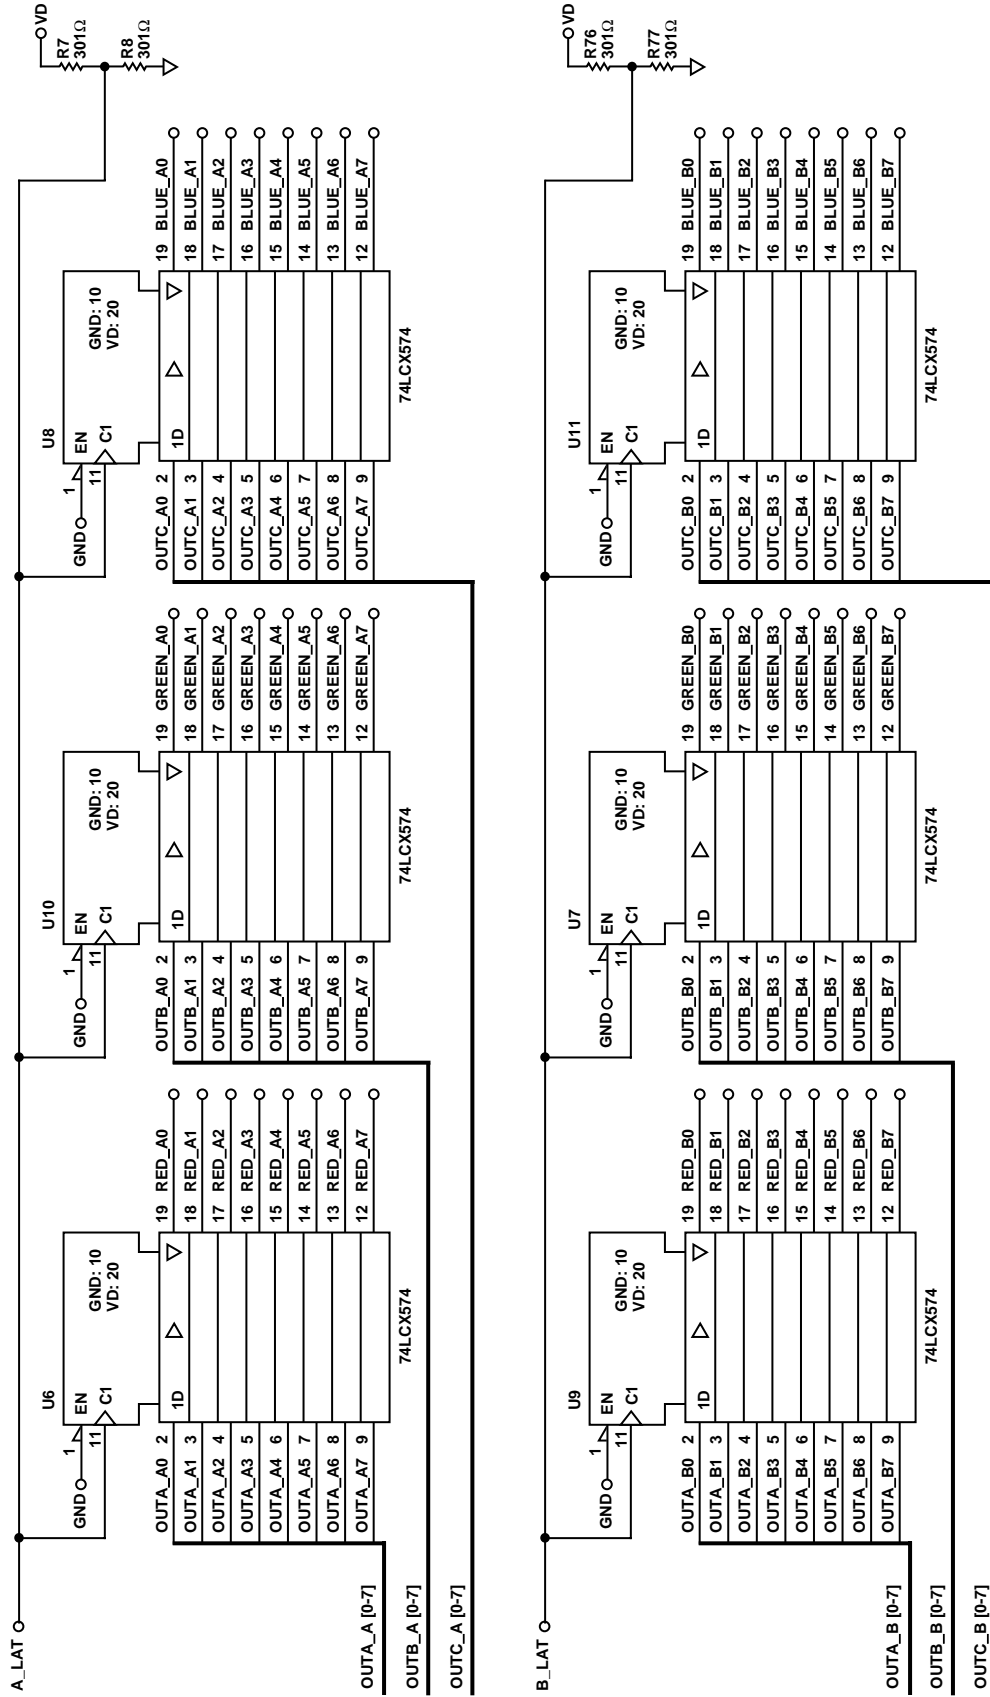 A_LAT
U6
1
EN
GND
11
C1
GND: 10
VD: 20
1D
OUTA_A0 2
OUTA_A1 3
OUTA_A2 4
OUTA_A3 5
OUTA_A4 6
OUTA_A5 7
OUTA_A6 8
OUTA_A7 9
19 RED_A0
18 RED_A1
17 RED_A2
16 RED_A3
15 RED_A4
14 RED_A5
13 RED_A6
12 RED_A7
74LCX574
U10
1
EN
GND
11
C1
GND: 10
VD: 20
1D
OUTB_A0 2
OUTB_A1 3
OUTB_A2 4
OUTB_A3 5
OUTB_A4 6
OUTB_A5 7
OUTB_A6 8
OUTB_A7 9
19 GREEN_A0
18 GREEN_A1
17 GREEN_A2
16 GREEN_A3
15 GREEN_A4
14 GREEN_A5
13 GREEN_A6
12 GREEN_A7
74LCX574
U8
1
EN
GND
11
C1
GND: 10
VD: 20
1D
OUTC_A0 2
OUTC_A1 3
OUTC_A2 4
OUTC_A3 5
OUTC_A4 6
OUTC_A5 7
OUTC_A6 8
OUTC_A7 9
19 BLUE_A0
18 BLUE_A1
17 BLUE_A2
16 BLUE_A3
15 BLUE_A4
14 BLUE_A5
13 BLUE_A6
12 BLUE_A7
74LCX574
VD
R7
301Ω
R8
301Ω
OUTA_A [0-7]
OUTB_A [0-7]
OUTC_A [0-7]
B_LAT
U9
1
EN
GND
11
C1
GND: 10
VD: 20
1D
OUTA_B0 2
OUTA_B1 3
OUTA_B2 4
OUTA_B3 5
OUTA_B4 6
OUTA_B5 7
OUTA_B6 8
OUTA_B7 9
19 RED_B0
18 RED_B1
17 RED_B2
16 RED_B3
15 RED_B4
14 RED_B5
13 RED_B6
12 RED_B7
74LCX574
U7
1
EN
GND
11
C1
GND: 10
VD: 20
1D
OUTB_B0 2
OUTB_B1 3
OUTB_B2 4
OUTB_B3 5
OUTB_B4 6
OUTB_B5 7
OUTB_B6 8
OUTB_B7 9
19 GREEN_B0
18 GREEN_B1
17 GREEN_B2
16 GREEN_B3
15 GREEN_B4
14 GREEN_B5
13 GREEN_B6
12 GREEN_B7
74LCX574
U11
1
EN
GND
11
C1
GND: 10
VD: 20
1D
OUTC_B0 2
OUTC_B1 3
OUTC_B2 4
OUTC_B3 5
OUTC_B4 6
OUTC_B5 7
OUTC_B6 8
OUTC_B7 9
19 BLUE_B0
18 BLUE_B1
17 BLUE_B2
16 BLUE_B3
15 BLUE_B4
14 BLUE_B5
13 BLUE_B6
12 BLUE_B7
74LCX574
VD
R76
301Ω
R77
301Ω
OUTA_B [0-7]
OUTB_B [0-7]
OUTC_B [0-7]